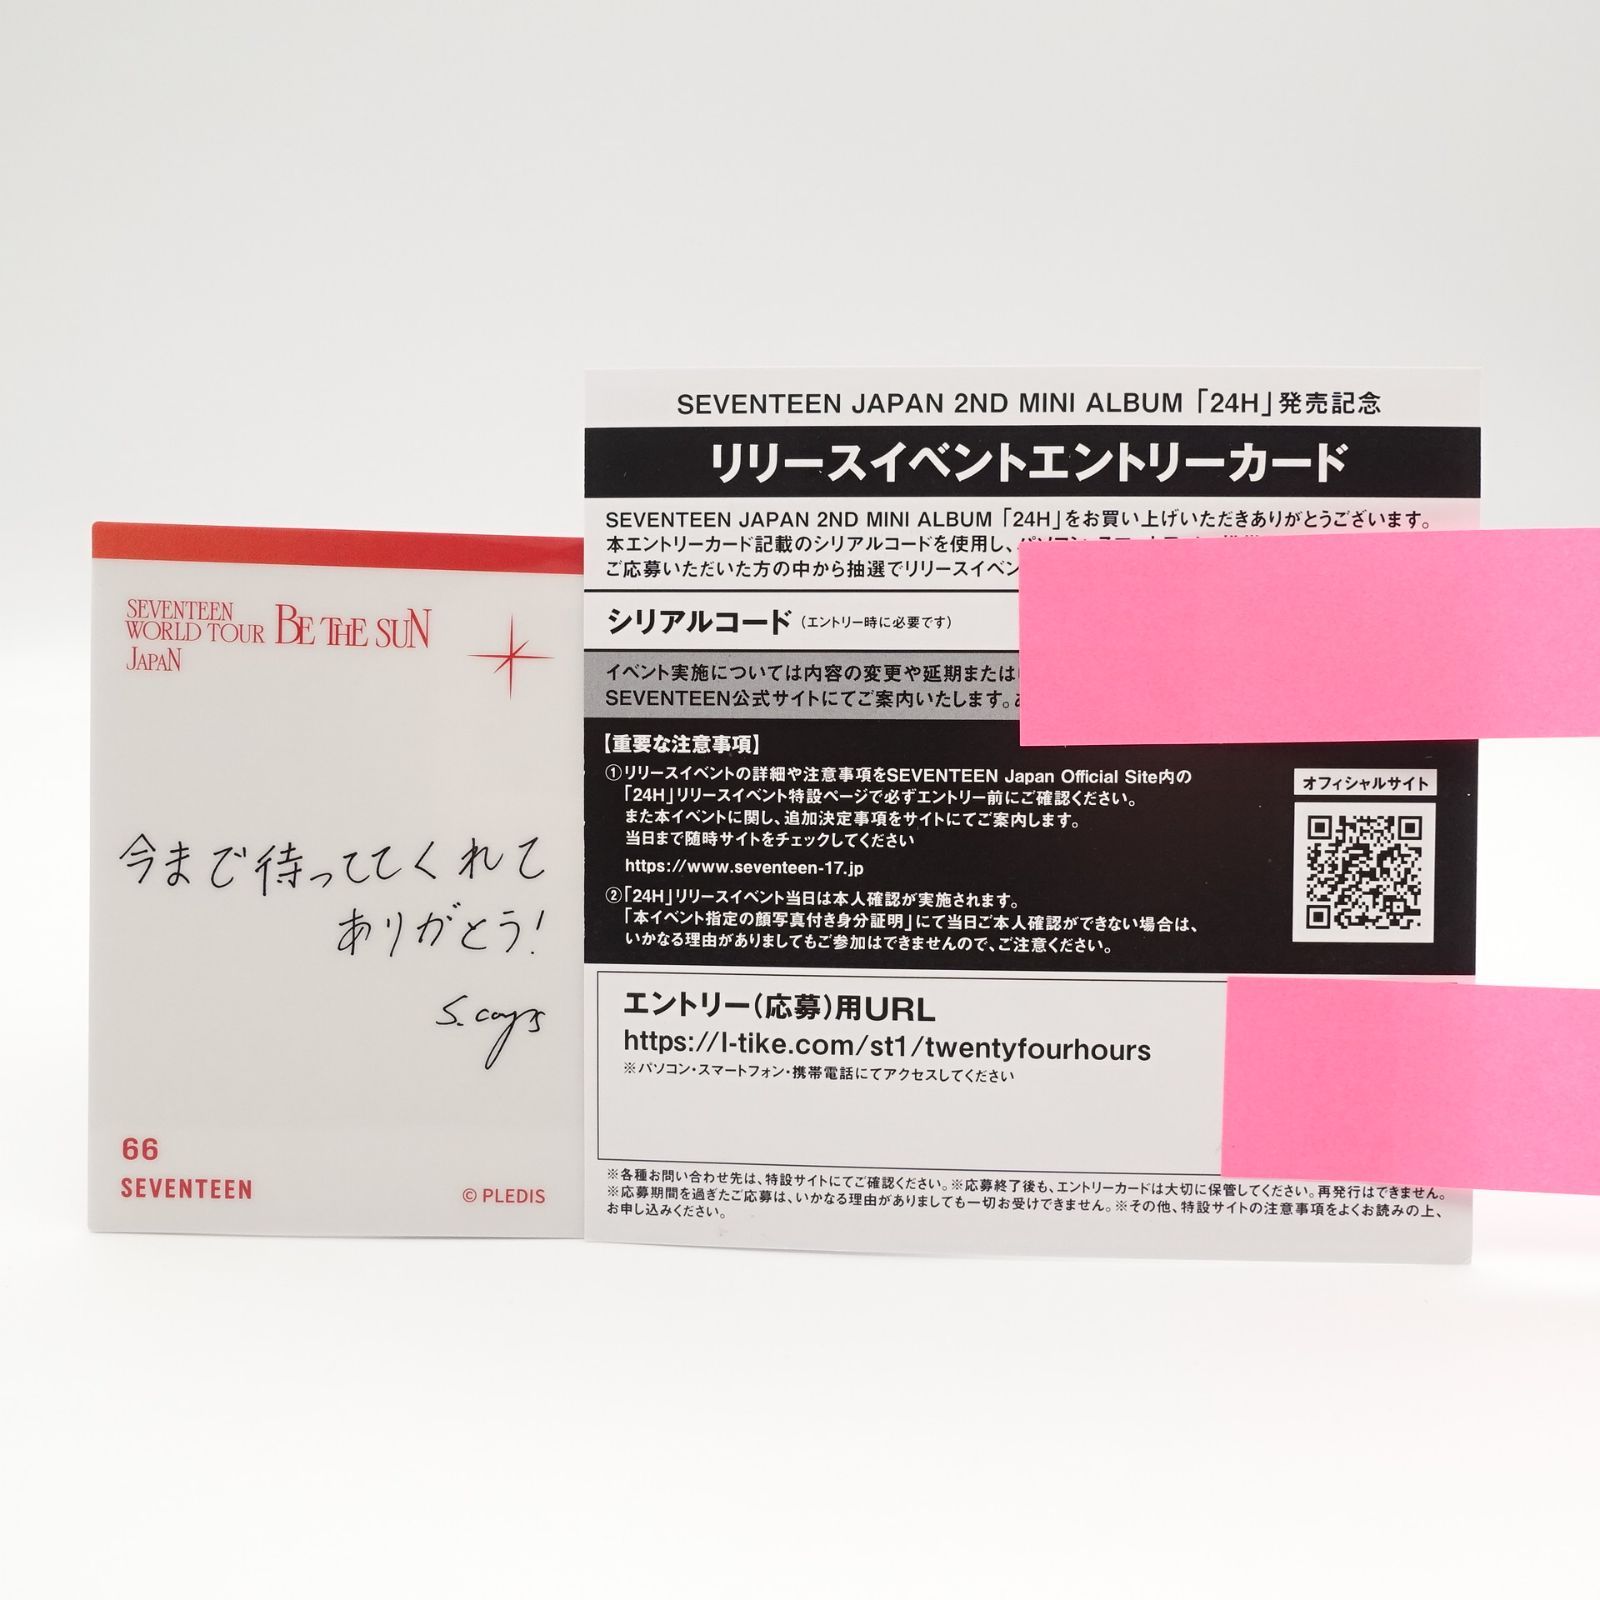 SEVENTEEN
WORLD TOUR BE THE SUN
JAPAN
今まで待っててくれて
ありがとう!
S.coups
66
SEVENTEEN
© PLEDIS
SEVENTEEN JAPAN 2ND MINI ALBUM「24H」発売記念
リリースイベントエントリーカード
SEVENTEEN JAPAN 2ND MINI ALBUM「24H」をお買い上げいただきありがとうございます。
本エントリーカード記載のシリアルコードを使用し、
ご応募いただいた方の中から抽選でリリースイベン
シリアルコード (エントリー時に必要です)
イベント実施については内容の変更や延期または
SEVENTEEN公式サイトにてご案内いたします。
【重要な注意事項】
①リリースイベントの詳細や注意事項をSEVENTEEN Japan Official Site内の
「24H」リリースイベント特設ページで必ずエントリー前にご確認ください。
また本イベントに関し、追加決定事項をサイトにてご案内します。
当日まで随時サイトをチェックしてください
https://www.seventeen-17.jp
②「24H」リリースイベント当日は本人確認が実施されます。
「本イベント指定の顔写真付き身分証明」にて当日ご本人確認ができない場合は、
いかなる理由がありましてもご参加はできませんので、ご注意ください。
オフィシャルサイト
エントリー(応募)用URL
https://l-tike.com/st1/twentyfourhours
※パソコン・スマートフォン・携帯電話にてアクセスしてください
※各種お問い合わせ先は、特設サイトにてご確認ください。※応募終了後も、エントリーカードは大切に保管してください。再発行はできません。
※応募期間を過ぎたご応募は、いかなる理由がありましても一切お受けできません。※その他、特設サイトの注意事項をよくお読みの上、
お申し込みください。